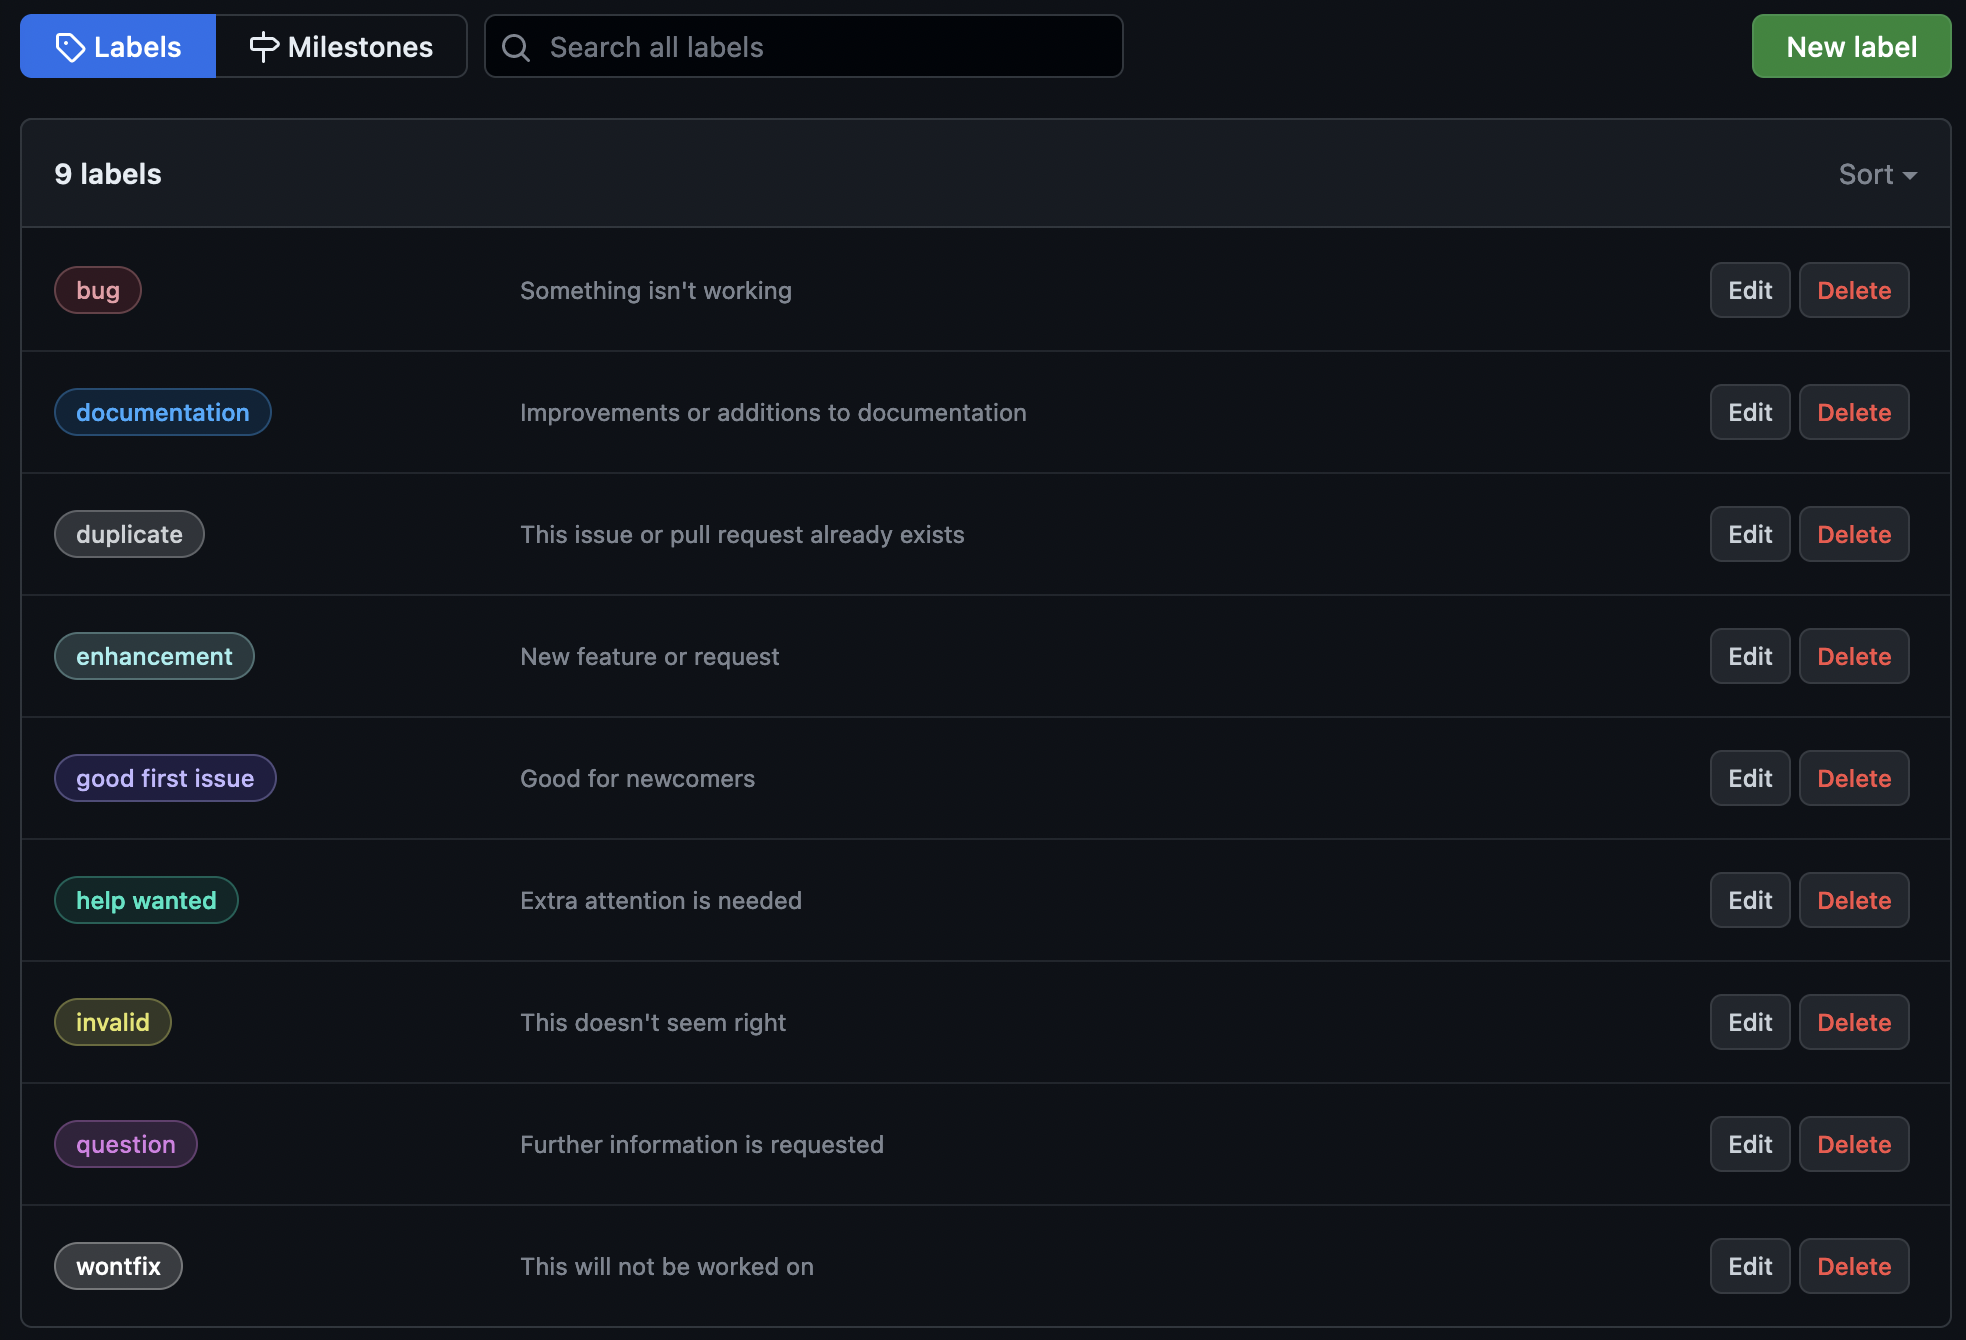 Labels Milestones Search all labels New label
9 labels Sort
bug Something isn't working Edit Delete
documentation Improvements or additions to documentation Edit Delete
duplicate This issue or pull request already exists Edit Delete
enhancement New feature or request Edit Delete
good first issue Good for newcomers Edit Delete
help wanted Extra attention is needed Edit Delete
invalid This doesn't seem right Edit Delete
question Further information is requested Edit Delete
wontfix This will not be worked on Edit Delete